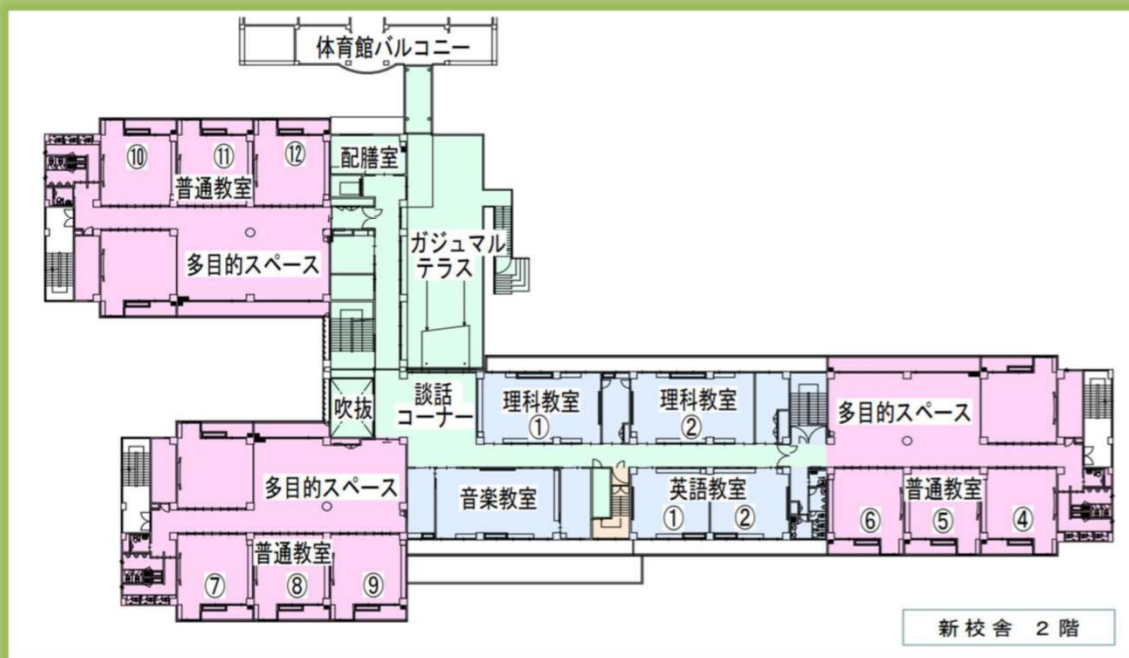 体育館バルコニー
⑩ ⑪ ⑫
普通教室
配膳室
多目的スペース
ガジュマル
テラス
吹抜
談話
コーナー
理科教室
①
理科教室
②
多目的スペース
多目的スペース
音楽教室
英語教室
① ②
普通教室
⑥ ⑤ ④
普通教室
⑦ ⑧ ⑨
新校舎 2階